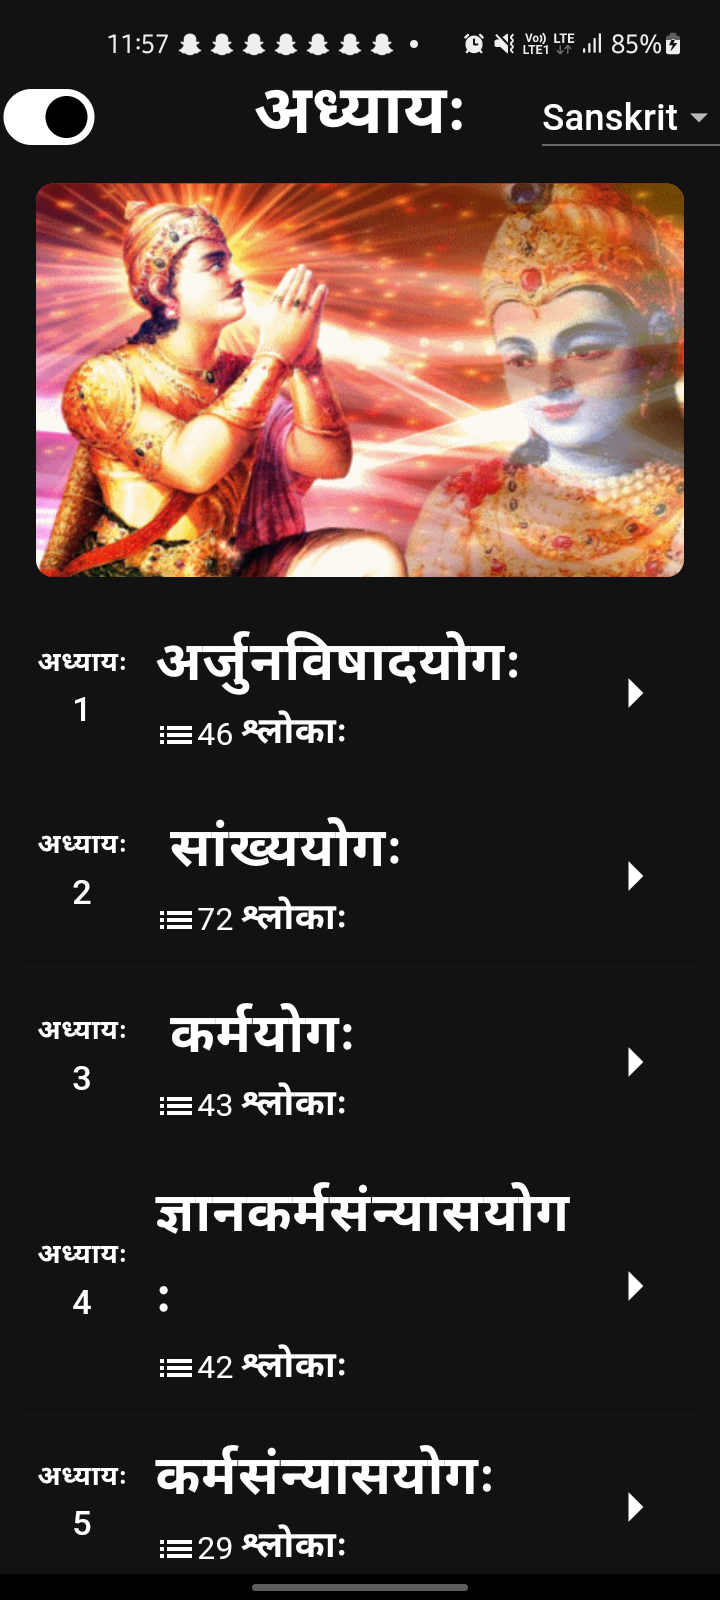 11:57 Vo)) LTE1 LTE 85%
अध्यायः Sanskrit
अध्यायः
1
अर्जुनविषादयोगः
46 श्लोकाः
अध्यायः
2
सांख्ययोगः
72 श्लोकाः
अध्यायः
3
कर्मयोगः
43 श्लोकाः
अध्यायः
4
ज्ञानकर्मसंन्यासयोग
ः
42 श्लोकाः
अध्यायः
5
कर्मसंन्यासयोगः
29 श्लोकाः